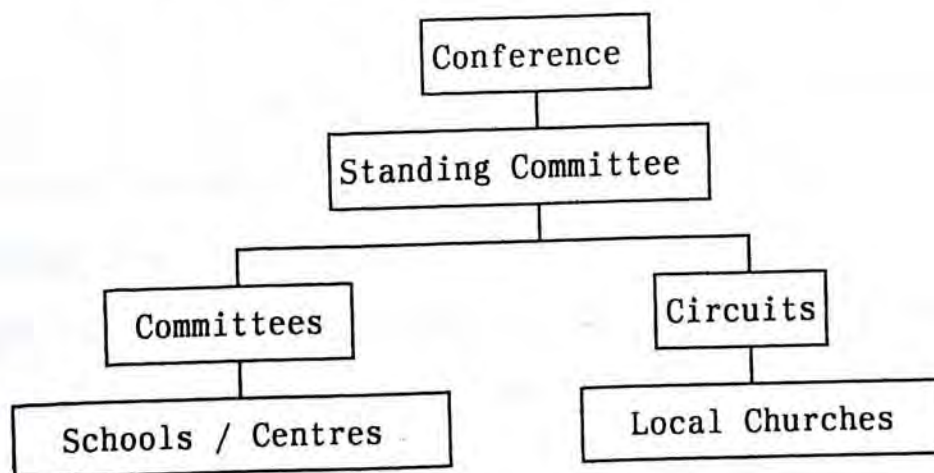 Conference
Standing Committee
Committees
Circuits
Schools / Centres
Local Churches